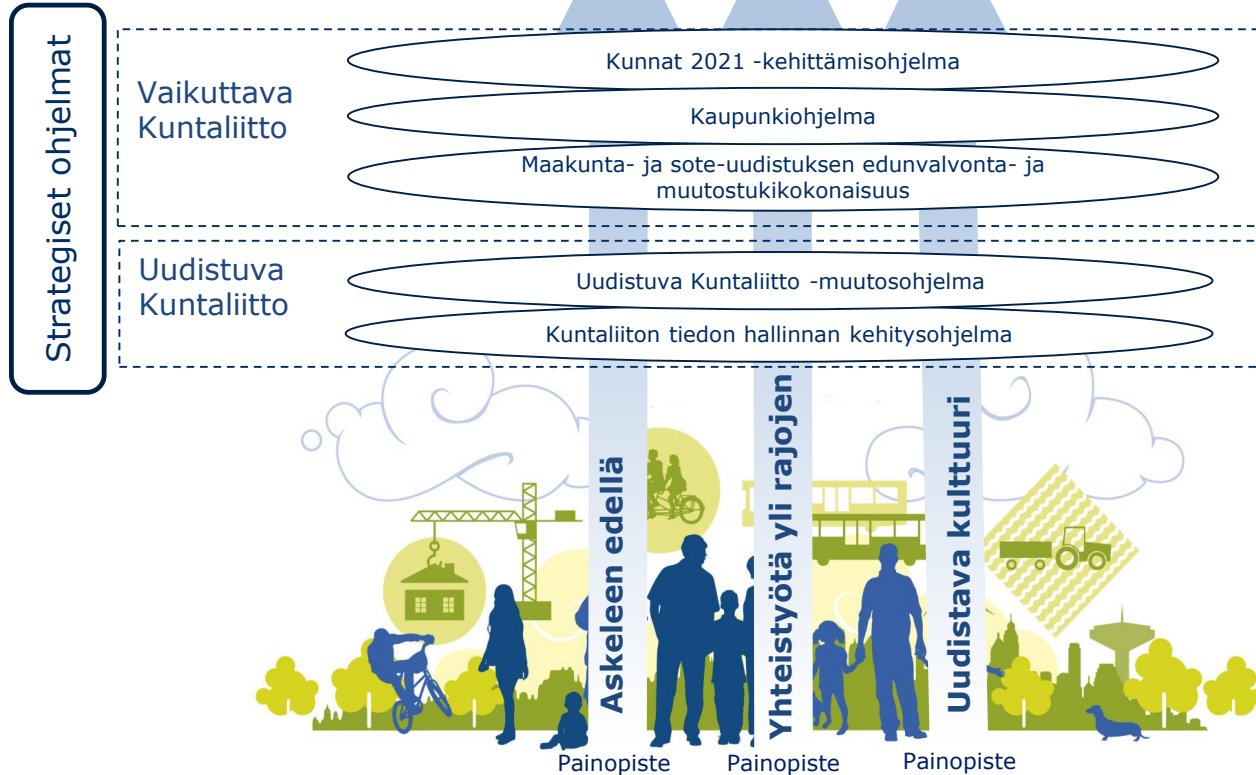 Strategiset ohjelmat
Vaikuttava
Kuntaliitto
Kunnat 2021 -kehittämisohjelma
Kaupunkiohjelma
Maakunta- ja sote-uudistuksen edunvalvonta- ja
muutostukikokonaisuus
Uudistuva
Kuntaliitto
Uudistuva Kuntaliitto -muutosohjelma
Kuntaliiton tiedon hallinnan kehitysohjelma
Askeleen edellä
Yhteistyötä yli rajojen
Uudistava kulttuuri
Painopiste
Painopiste
Painopiste